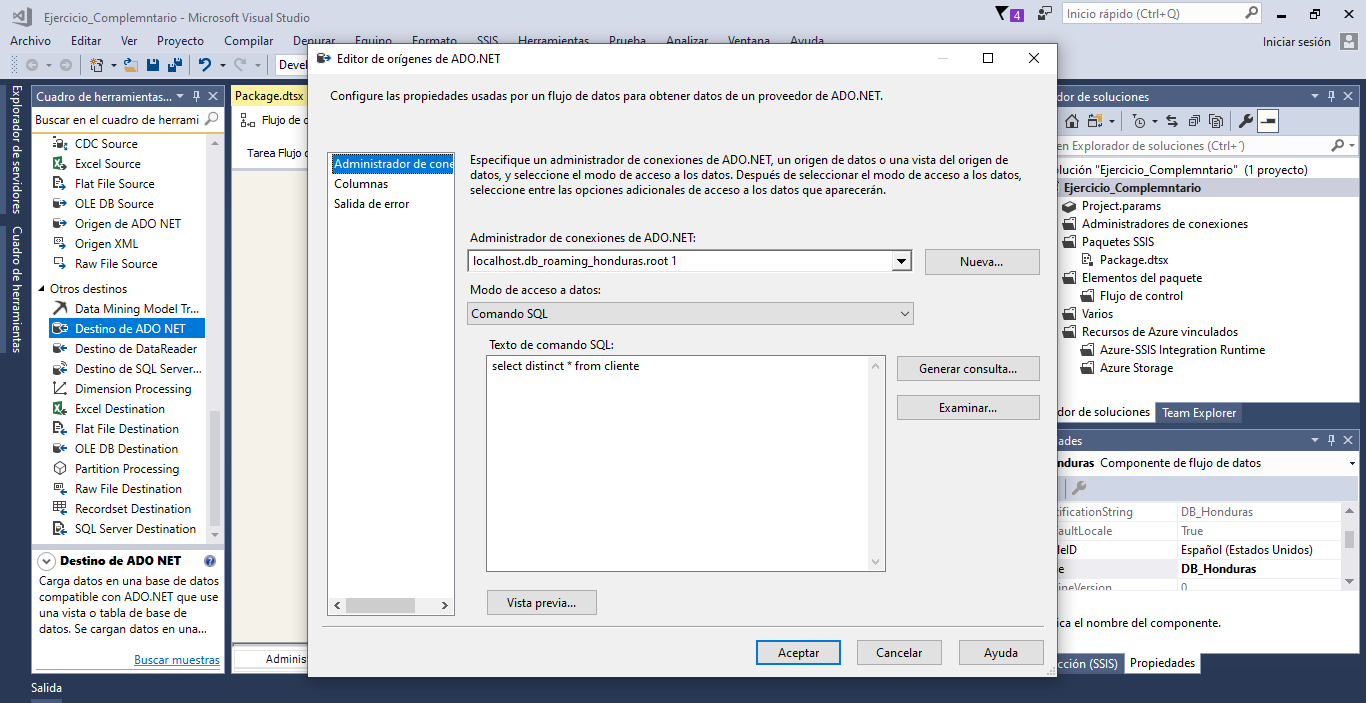 Ejercicio_Complemntario - Microsoft Visual Studio
4
Inicio rápido (Ctrl+Q)
Archivo Editar Ver Proyecto Compilar Depurar Equipo Formato SSIS Herramientas Prueba Analizar Ventana Ayuda
Iniciar sesión
Devel
Explorador de servidores
Cuadro de herramientas
Cuadro de herramientas...
Buscar en el cuadro de herrami
CDC Source
Excel Source
Flat File Source
OLE DB Source
Origen de ADO NET
Origen XML
Raw File Source
Otros destinos
Data Mining Model Tr...
Destino de ADO NET
Destino de DataReader
Destino de SQL Server...
Dimension Processing
Excel Destination
Flat File Destination
OLE DB Destination
Partition Processing
Raw File Destination
Recordset Destination
SQL Server Destination
Destino de ADO NET
Carga datos en una base de datos
compatible con ADO.NET que use
una vista o tabla de base de
datos. Se cargan datos en una...
Buscar muestras
Salida
Package.dtsx
Flujo de c
Tarea Flujo d
Adminis
Editor de orígenes de ADO.NET
Configure las propiedades usadas por un flujo de datos para obtener datos de un proveedor de ADO.NET.
Administrador de cone
Columnas
Salida de error
Especifique un administrador de conexiones de ADO.NET, un origen de datos o una vista del origen de
datos, y seleccione el modo de acceso a los datos. Después de seleccionar el modo de acceso a los datos,
seleccione entre las opciones adicionales de acceso a los datos que aparecerán.
Administrador de conexiones de ADO.NET:
localhost.db_roaming_honduras.root 1
Nueva...
Modo de acceso a datos:
Comando SQL
Texto de comando SQL:
select distinct * from cliente
Generar consulta...
Examinar...
Vista previa...
Aceptar Cancelar Ayuda
dor de soluciones
en Explorador de soluciones (Ctrl+´)
olución "Ejercicio_Complemntario" (1 proyecto)
Ejercicio_Complemntario
Project.params
Administradores de conexiones
Paquetes SSIS
Package.dtsx
Elementos del paquete
Flujo de control
Varios
Recursos de Azure vinculados
Azure-SSIS Integration Runtime
Azure Storage
dor de soluciones Team Explorer
ades
nduras Componente de flujo de datos
tificationString DB_Honduras
aultLocale True
leID Español (Estados Unidos)
e DB_Honduras
lineVersion 0
ica el nombre del componente.
cción (SSIS) Propiedades